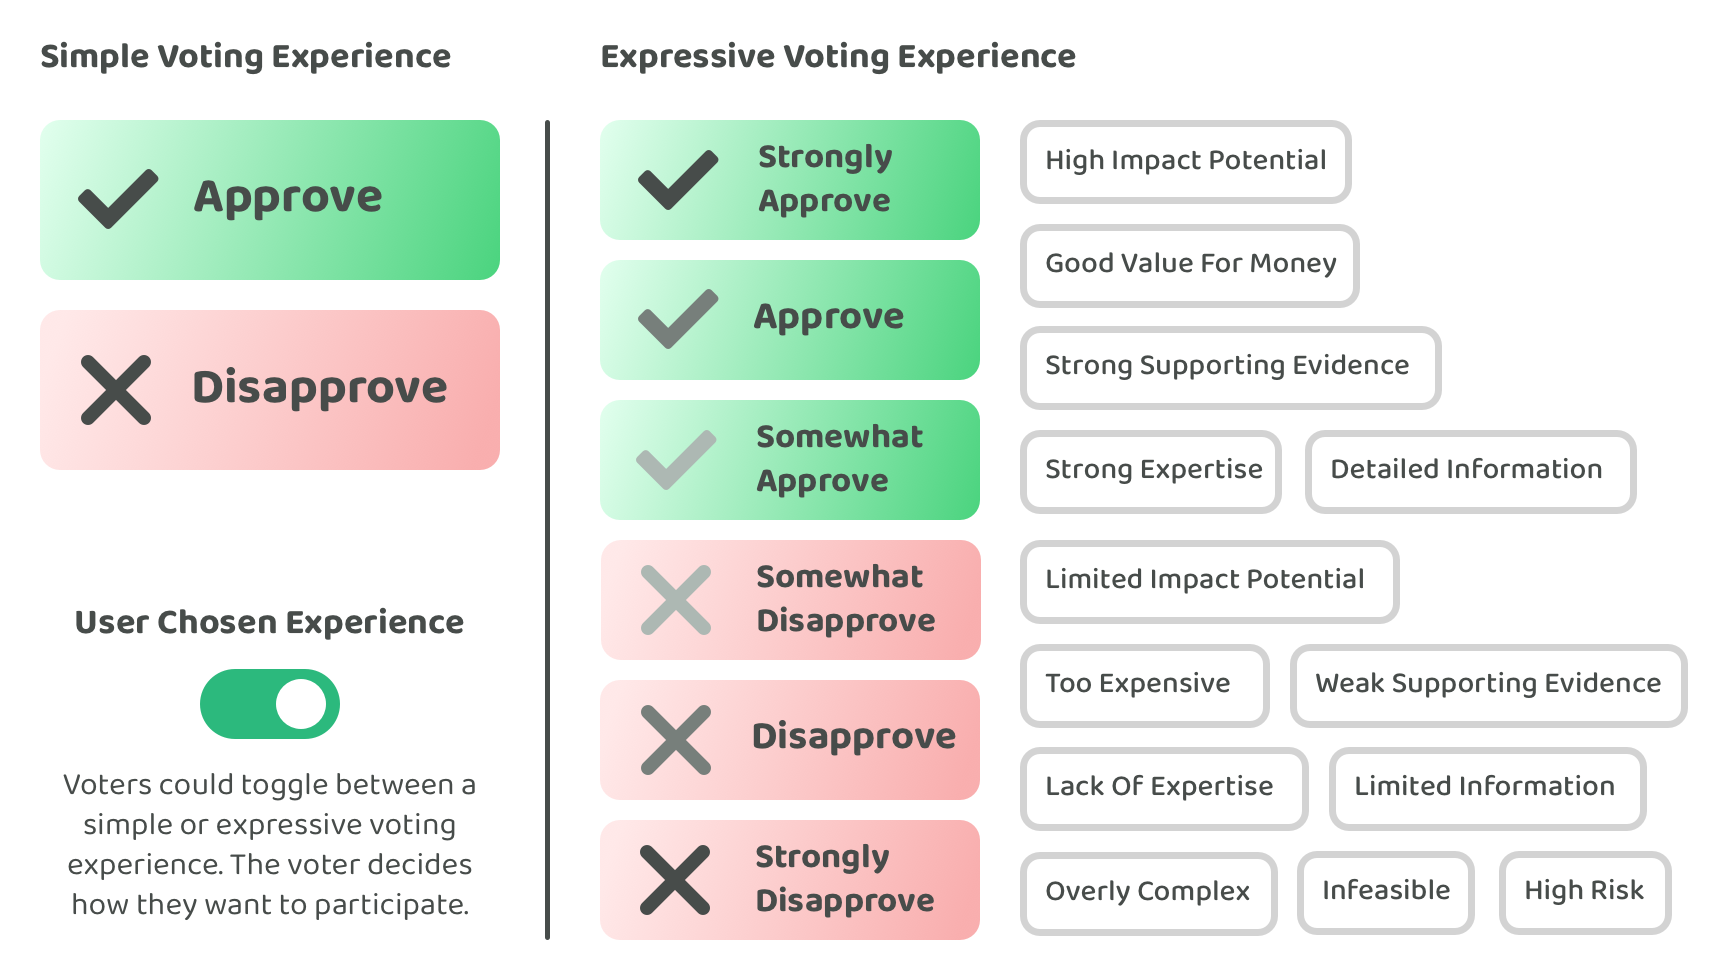 Simple Voting Experience
Approve
Disapprove
User Chosen Experience
Voters could toggle between a
simple or expressive voting
experience. The voter decides
how they want to participate.
Expressive Voting Experience
Strongly
Approve
Approve
Somewhat
Approve
Somewhat
Disapprove
Disapprove
Strongly
Disapprove
High Impact Potential
Good Value For Money
Strong Supporting Evidence
Strong Expertise
Detailed Information
Limited Impact Potential
Too Expensive
Weak Supporting Evidence
Lack Of Expertise
Limited Information
Overly Complex
Infeasible
High Risk